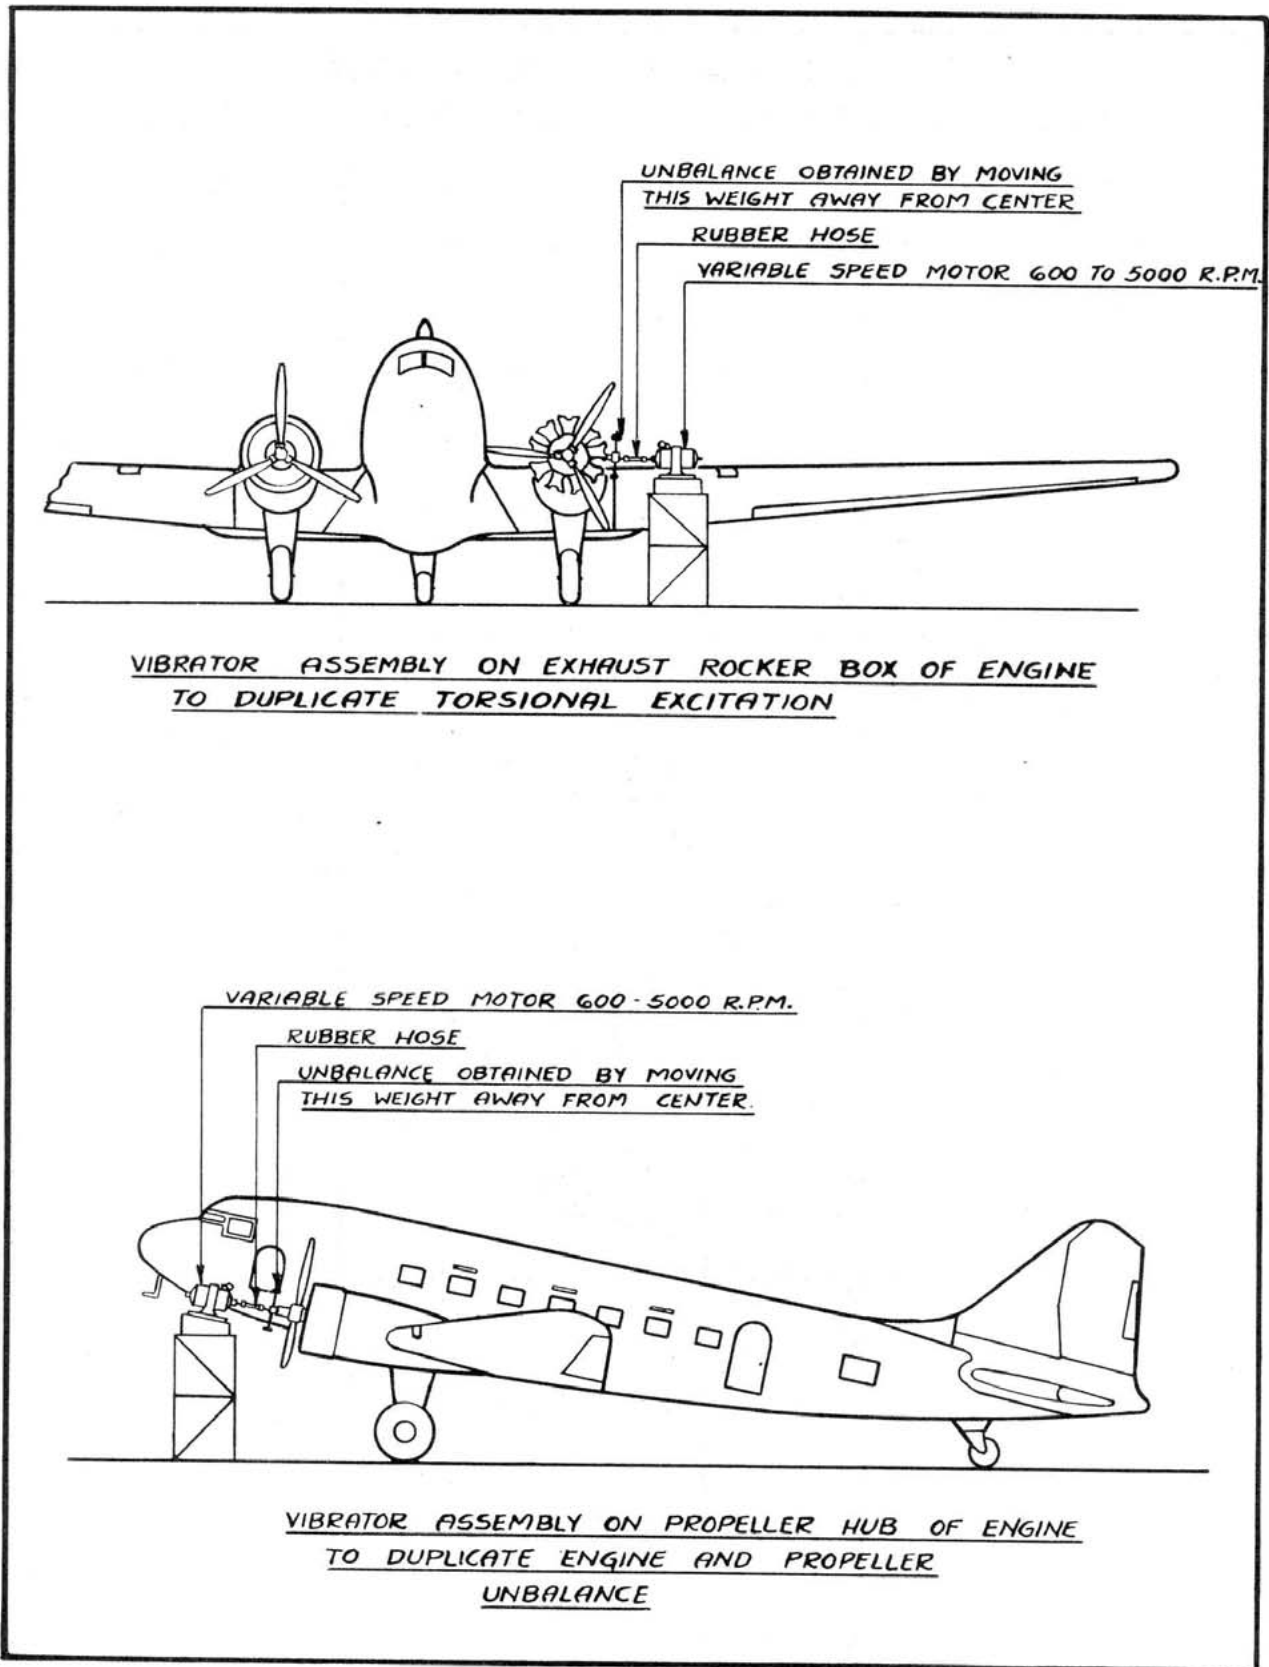 UNBALANCE OBTAINED BY MOVING
THIS WEIGHT AWAY FROM CENTER
RUBBER HOSE
VARIABLE SPEED MOTOR 600 TO 5000 R.P.M.
VIBRATOR ASSEMBLY ON EXHAUST ROCKER BOX OF ENGINE
TO DUPLICATE TORSIONAL EXCITATION
VARIABLE SPEED MOTOR 600-5000 R.P.M.
RUBBER HOSE
UNBALANCE OBTAINED BY MOVING
THIS WEIGHT AWAY FROM CENTER.
VIBRATOR ASSEMBLY ON PROPELLER HUB OF ENGINE
TO DUPLICATE ENGINE AND PROPELLER
UNBALANCE